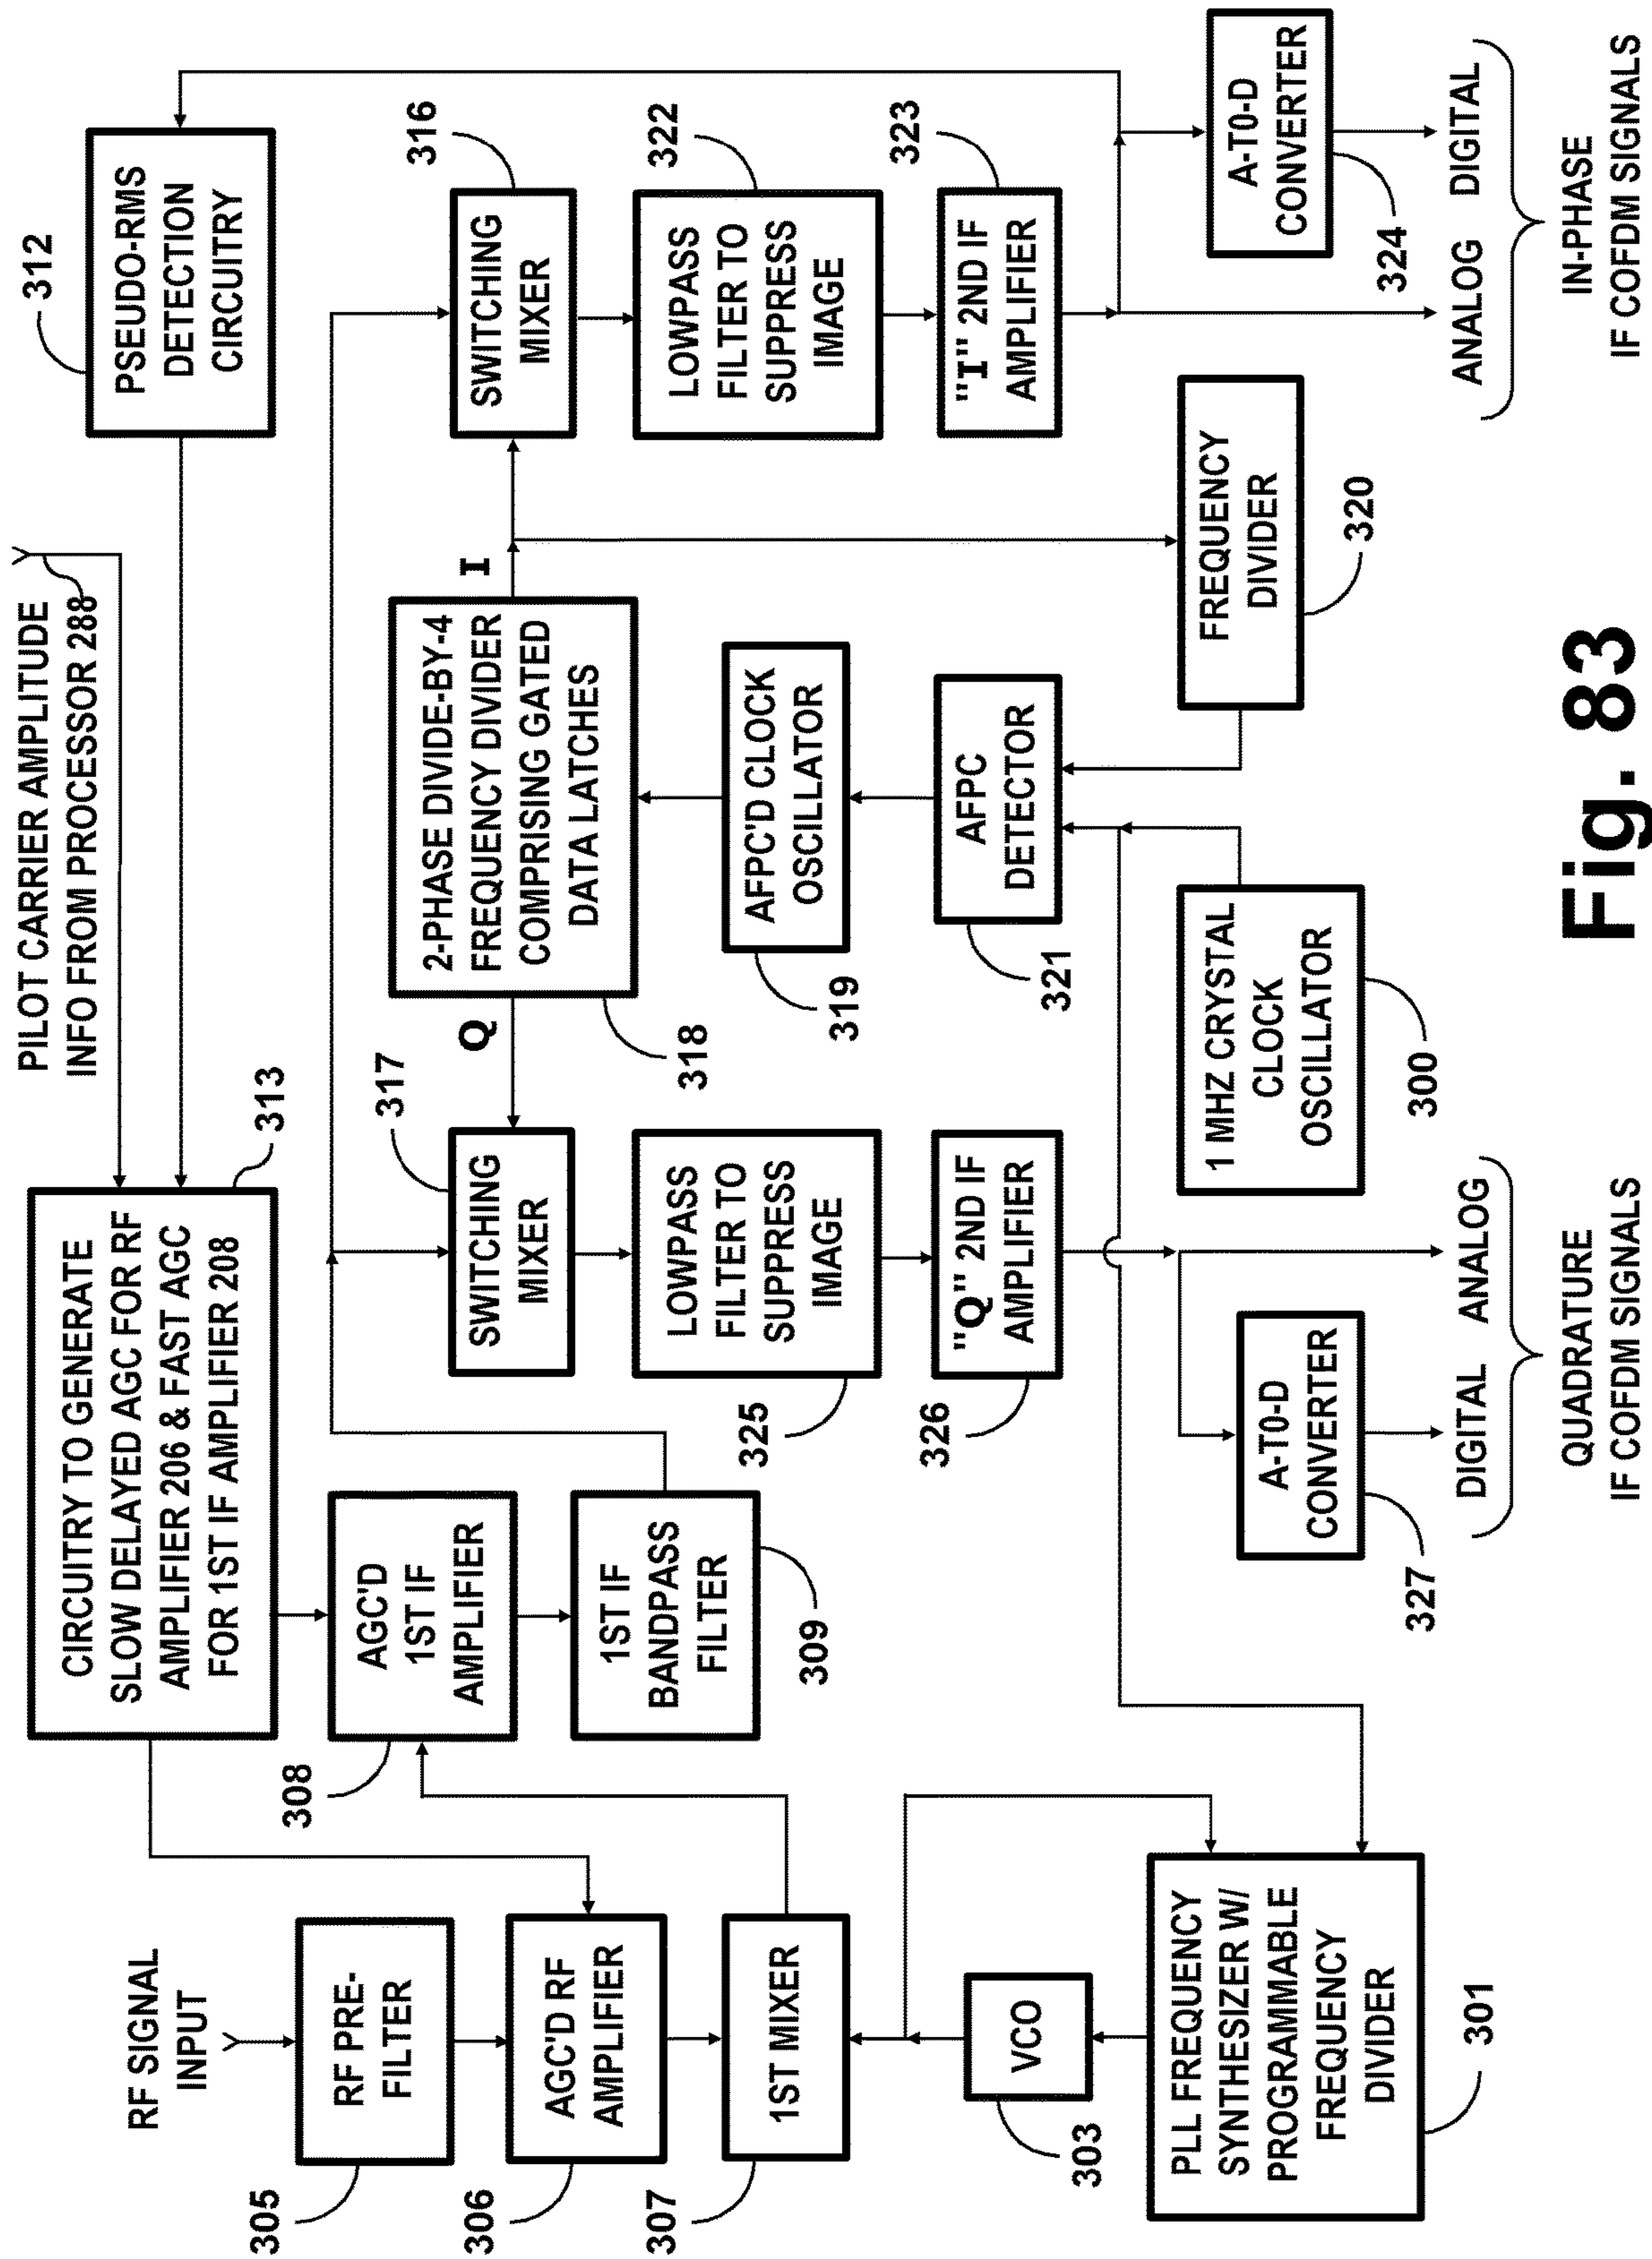 RF SIGNAL
INPUT
RF PRE-
FILTER
305
AGC'D RF
AMPLIFIER
306
1ST MIXER
307
VCO
303
PLL FREQUENCY
SYNTHESIZER W/
PROGRAMMABLE
FREQUENCY
DIVIDER
301
CIRCUITRY TO GENERATE
SLOW DELAYED AGC FOR RF
AMPLIFIER 206 & FAST AGC
FOR 1ST IF AMPLIFIER 208
313
AGC'D
1ST IF
AMPLIFIER
308
1ST IF
BANDPASS
FILTER
309
PILOT CARRIER AMPLITUDE
INFO FROM PROCESSOR 288
PSEUDO-RMS
DETECTION
CIRCUITRY
312
SWITCHING
MIXER
317
LOWPASS
FILTER TO
SUPPRESS
IMAGE
325
"Q" 2ND IF
AMPLIFIER
326
A-T0-D
CONVERTER
327
DIGITAL
ANALOG
QUADRATURE
IF COFDM SIGNALS
Q
2-PHASE DIVIDE-BY-4
FREQUENCY DIVIDER
COMPRISING GATED
DATA LATCHES
318
I
AFPC'D CLOCK
OSCILLATOR
319
AFPC
DETECTOR
321
1 MHZ CRYSTAL
CLOCK
OSCILLATOR
300
FREQUENCY
DIVIDER
320
SWITCHING
MIXER
316
LOWPASS
FILTER TO
SUPPRESS
IMAGE
322
"I" 2ND IF
AMPLIFIER
323
A-T0-D
CONVERTER
324
ANALOG
DIGITAL
IN-PHASE
IF COFDM SIGNALS
Fig. 83